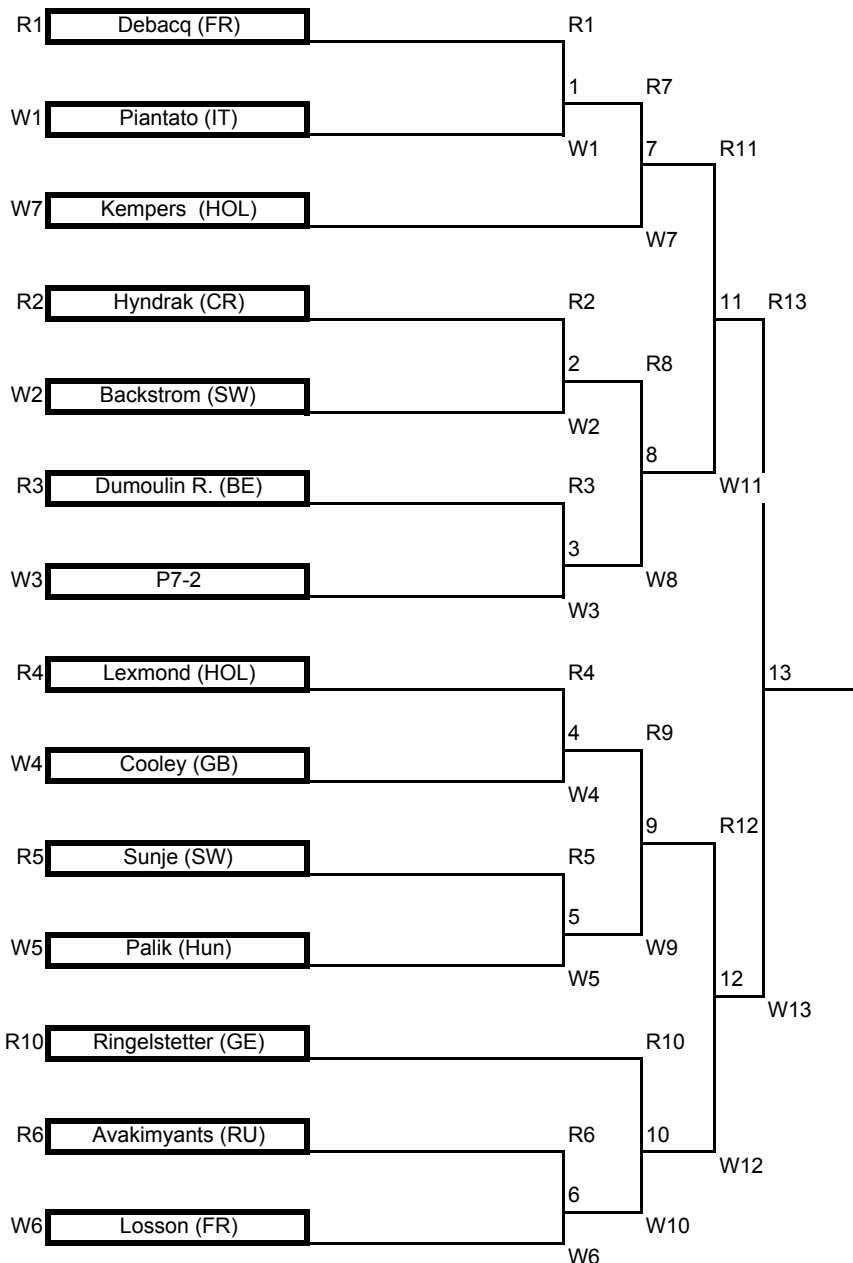 R1 Debacq (FR) R1
1 R7
W1 Piantato (IT)
W1 7 R11
W7 Kempers (HOL)
W7
R2 Hyndrak (CR) R2 11 R13
2 R8
W2 Backstrom (SW)
W2
8
R3 Dumoulin R. (BE) R3 W11
3
W3 P7-2 W8
W3
R4 Lexmond (HOL) R4 13
4 R9
W4 Cooley (GB)
W4
9 R12
R5 Sunje (SW) R5
5
W5 Palik (Hun) W9
W5 12
W13
R10 Ringelstetter (GE) R10
R6 Avakimyants (RU) R6 10
W12
6
W6 Losson (FR) W10
W6